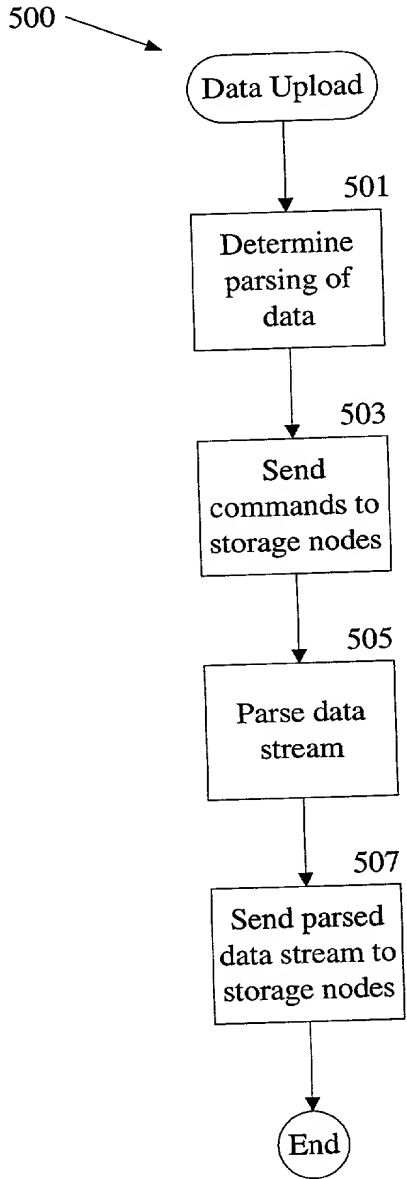 500
Data Upload
501
Determine
parsing of
data
503
Send
commands to
storage nodes
505
Parse data
stream
507
Send parsed
data stream to
storage nodes
End